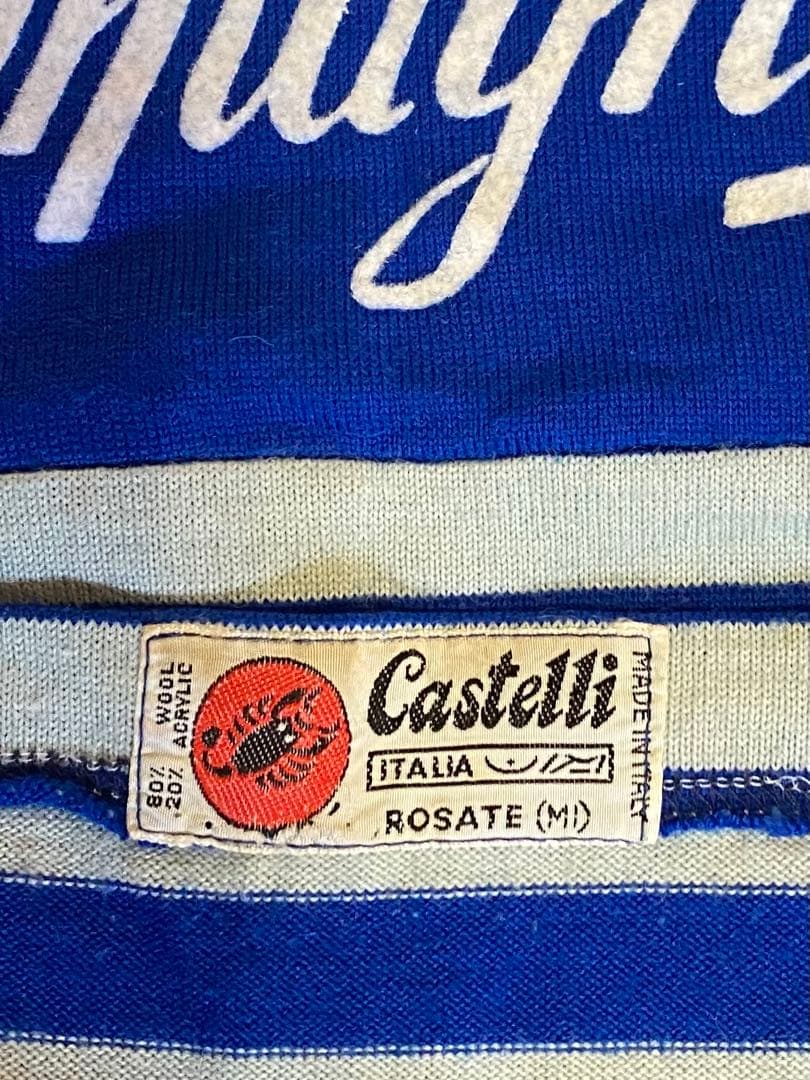 80% WOOL
20% ACRYLIC
Castelli
ITALIA
ROSATE (MI)
MADE IN ITALY